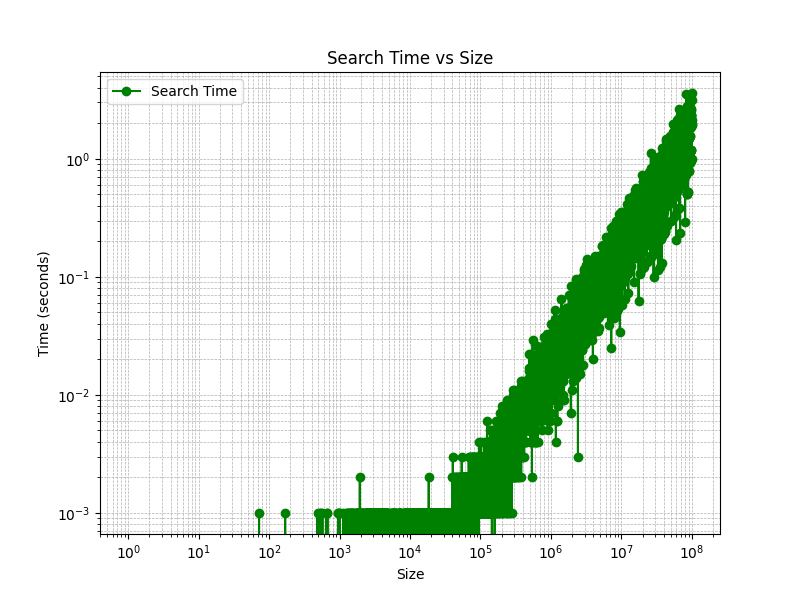 Search Time vs Size
Search Time
Time (seconds)
10⁰
10⁻¹
10⁻²
10⁻³
10⁰ 10¹ 10² 10³ 10⁴ 10⁵ 10⁶ 10⁷ 10⁸
Size